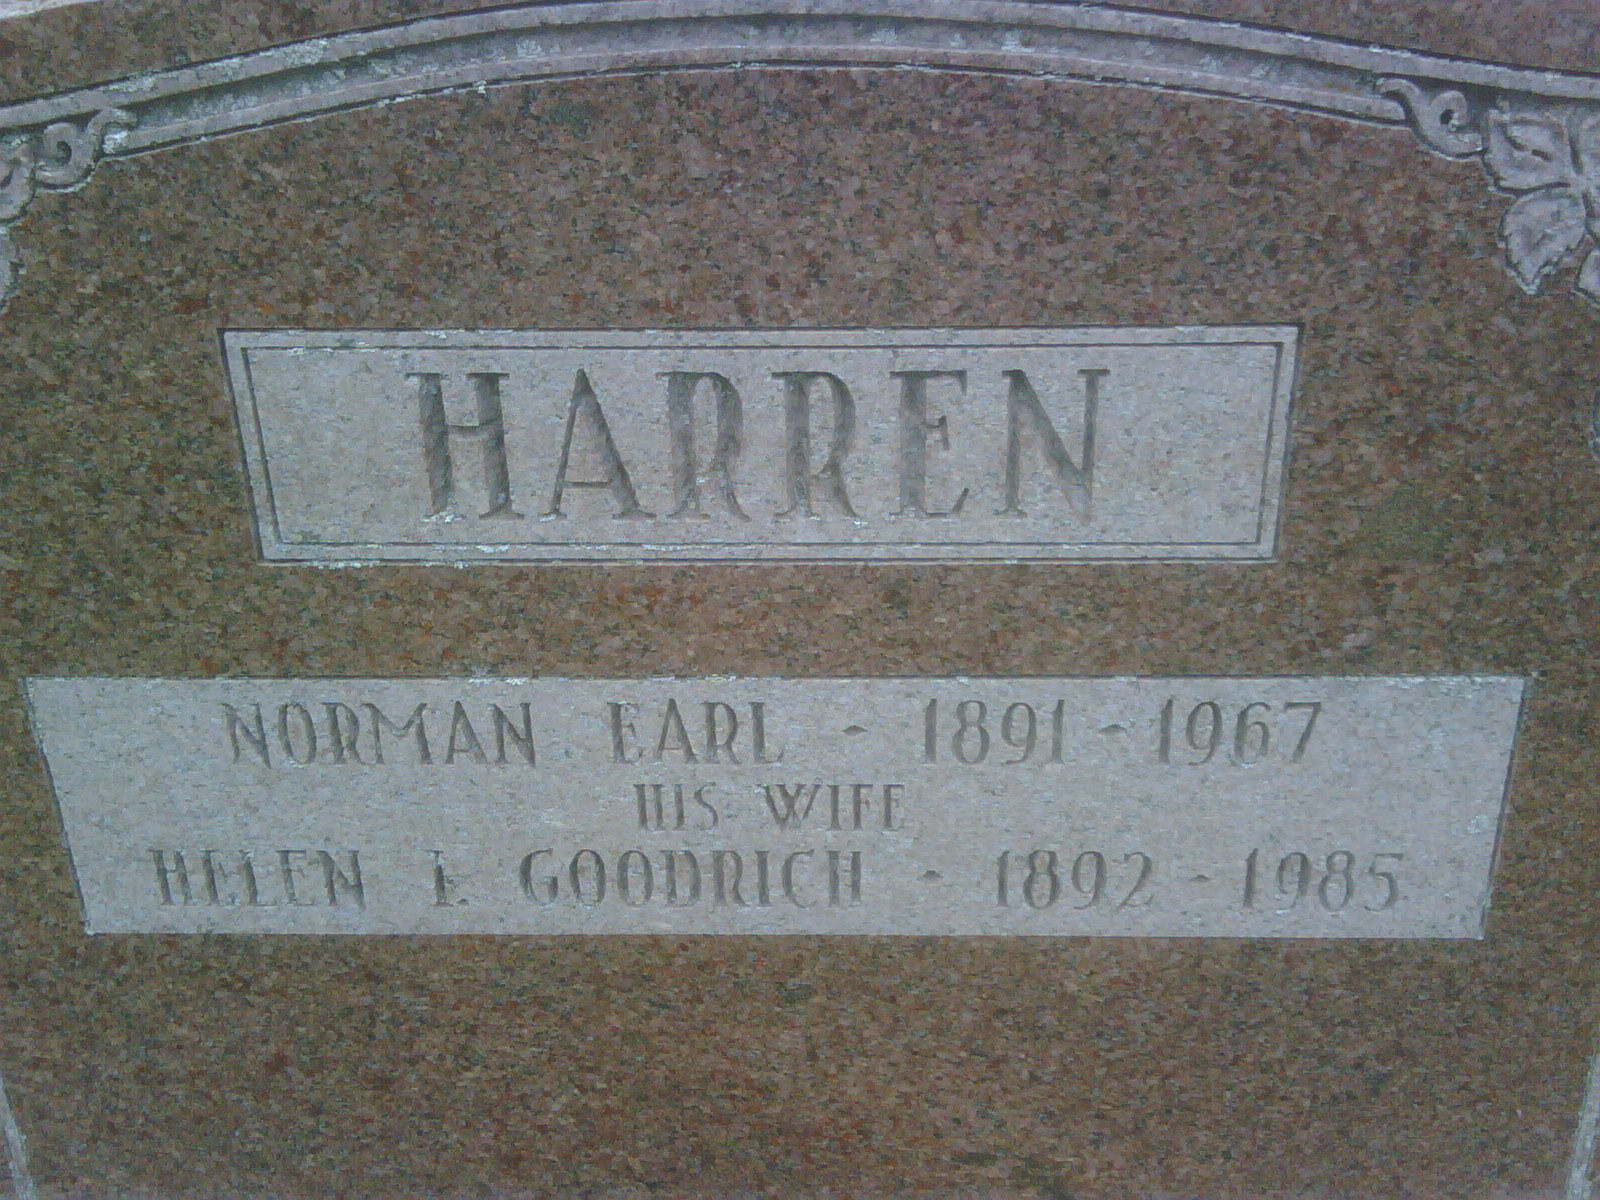 HARREN
NORMAN EARL - 1891 - 1967
HIS WIFE
HELEN I. GOODRICH - 1892 - 1985